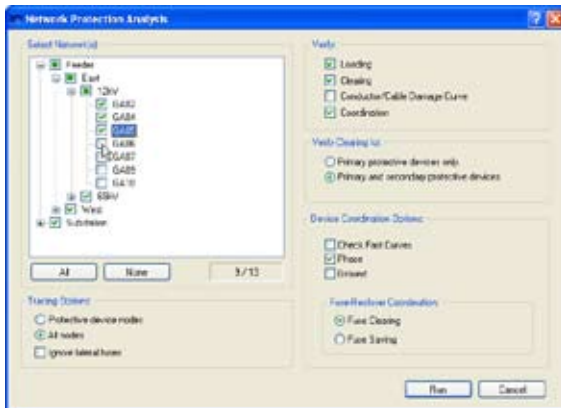 Network Protection Analysis
Select Network(s)
Feeder
East
12kV
GA02
GA04
GA05
GA06
GA07
GA09
GA10
65kV
West
Substation
All
None
9/13
Tracing Options
Protective device nodes
All nodes
Ignore lateral fuses
Verify
Loading
Clearing
Conductor/Cable Damage Curve
Coordination
Verify Clearing for
Primary protective devices only
Primary and secondary protective devices
Device Coordination Options
Check Fast Curves
Phase
Ground
Fuse-Recloser Coordination
Fuse Clearing
Fuse Saving
Run
Cancel